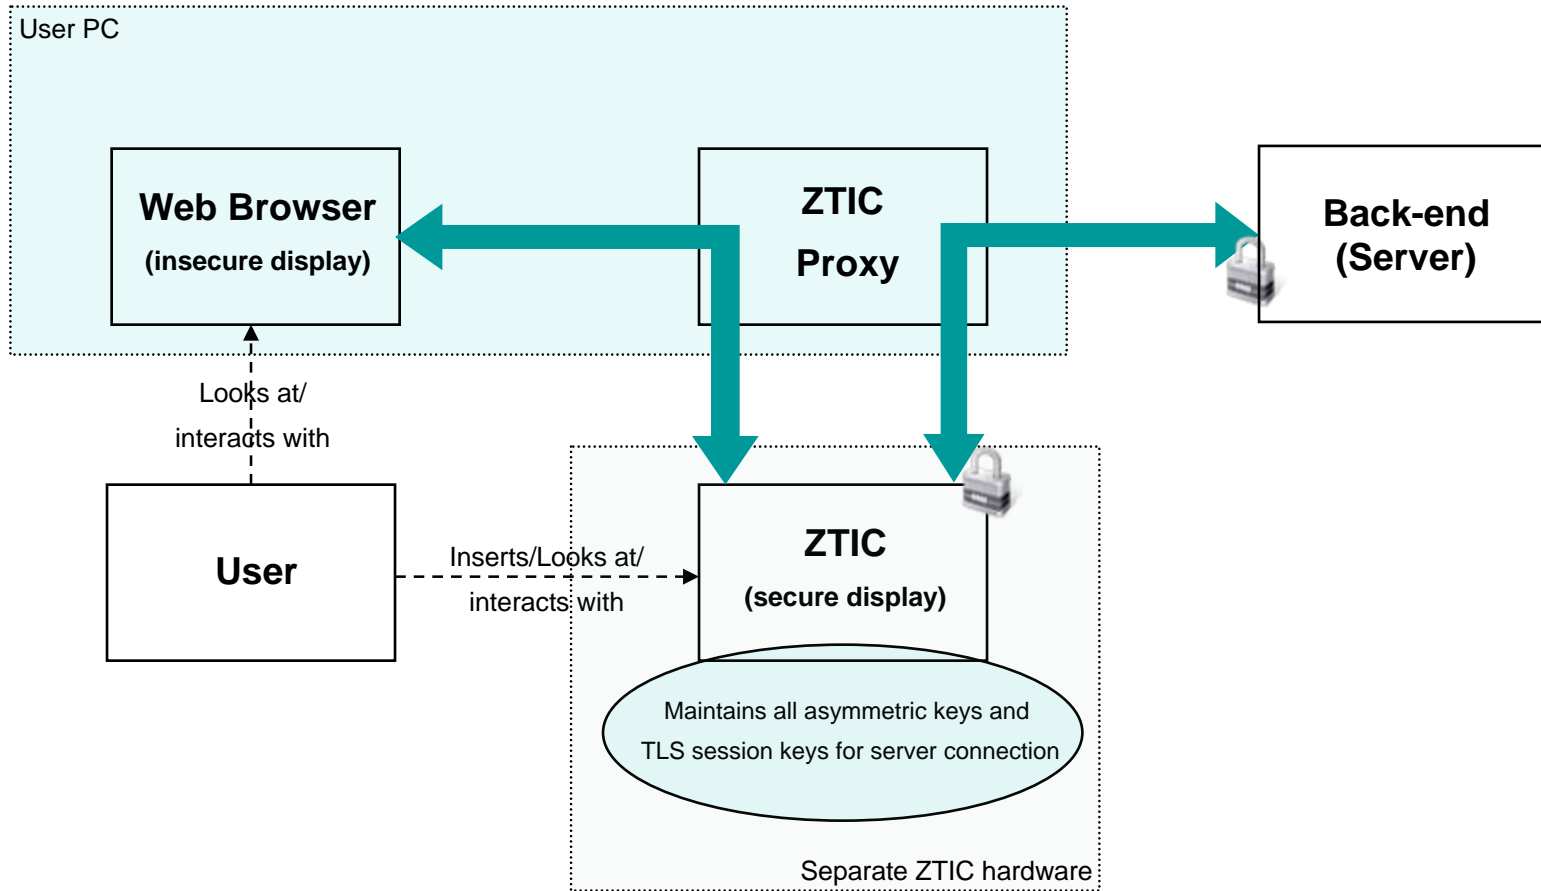 User PC
Web Browser
(insecure display)
ZTIC
Proxy
Back-end
(Server)
Looks at/
interacts with
User
Inserts/Looks at/
interacts with
ZTIC
(secure display)
Maintains all asymmetric keys and
TLS session keys for server connection
Separate ZTIC hardware